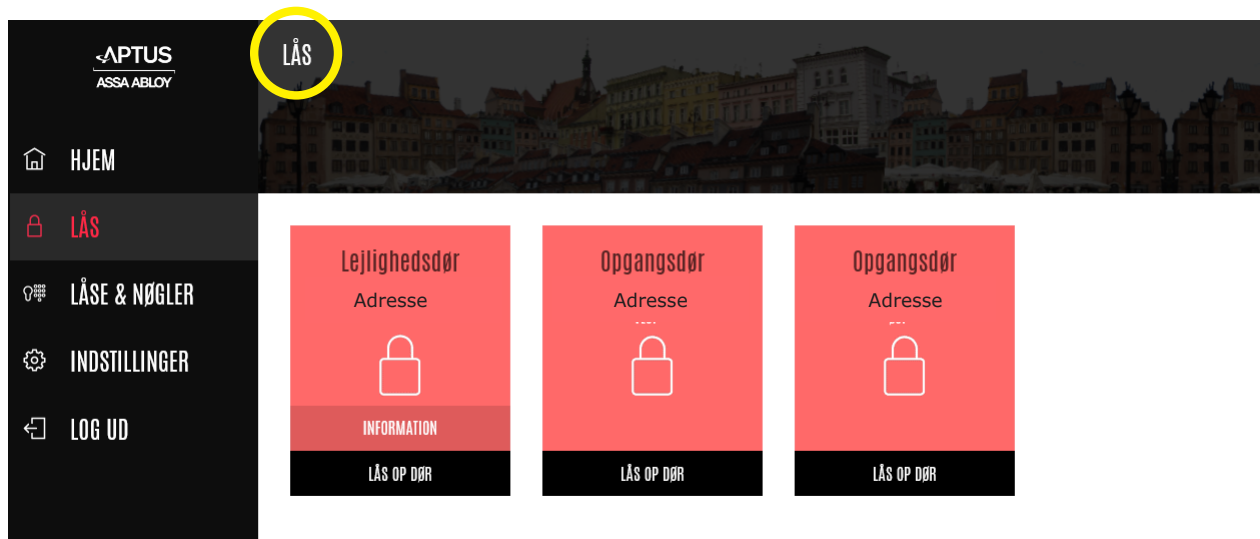 APTUS
ASSA ABLOY
HJEM
LÅS
LÅSE & NØGLER
INDSTILLINGER
LOG UD
LÅS
Lejlighedsdør
Adresse
INFORMATION
LÅS OP DØR
Opgangsdør
Adresse
LÅS OP DØR
Opgangsdør
Adresse
LÅS OP DØR